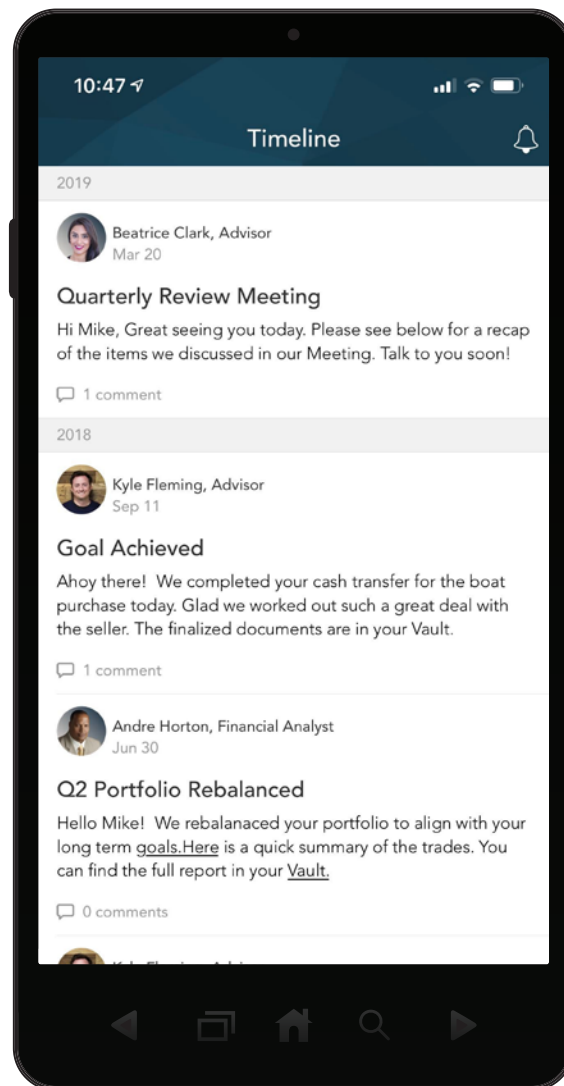 10:47
Timeline
2019
Beatrice Clark, Advisor
Mar 20
Quarterly Review Meeting
Hi Mike, Great seeing you today. Please see below for a recap
of the items we discussed in our Meeting. Talk to you soon!
1 comment
2018
Kyle Fleming, Advisor
Sep 11
Goal Achieved
Ahoy there!  We completed your cash transfer for the boat
purchase today. Glad we worked out such a great deal with
the seller. The finalized documents are in your Vault.
1 comment
Andre Horton, Financial Analyst
Jun 30
Q2 Portfolio Rebalanced
Hello Mike!  We rebalanaced your portfolio to align with your
long term goals.Here is a quick summary of the trades. You
can find the full report in your Vault.
0 comments